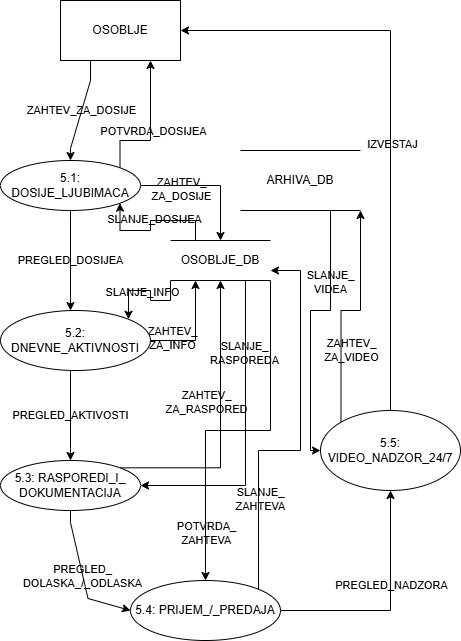 OSOBLJE
ZAHTEV_ZA_DOSIJE
POTVRDA_DOSIJEA
IZVESTAJ
5.1:
DOSIJE_LJUBIMACA
ZAHTEV_
ZA_DOSIJE
ARHIVA_DB
SLANJE_DOSIJEA
PREGLED_DOSIJEA
OSOBLJE_DB
SLANJE_
VIDEA
SLANJE_INFO
5.2:
DNEVNE_AKTIVNOSTI
ZAHTEV_
ZA_INFO
SLANJE_
RASPOREDA
ZAHTEV_
ZA_VIDEO
ZAHTEV_
ZA_RASPORED
PREGLED_AKTIVOSTI
5.5:
VIDEO_NADZOR_24/7
5.3: RASPOREDI_I_
DOKUMENTACIJA
SLANJE_
ZAHTEVA
POTVRDA_
ZAHTEVA
PREGLED_
DOLASKA_/_ODLASKA
PREGLED_NADZORA
5.4: PRIJEM_/_PREDAJA